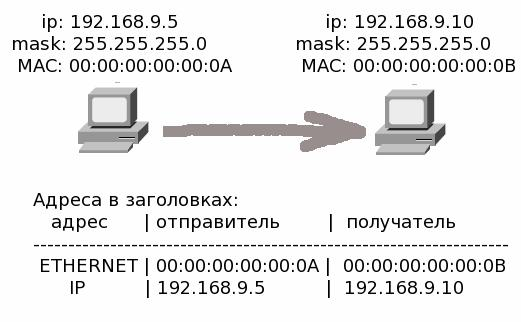 ip: 192.168.9.5
mask: 255.255.255.0
MAC: 00:00:00:00:00:0A
ip: 192.168.9.10
mask: 255.255.255.0
MAC: 00:00:00:00:00:0B
Адреса в заголовках:
адрес | отправитель | получатель
--------------------------------------------------------------------
ETHERNET | 00:00:00:00:00:0A | 00:00:00:00:00:0B
IP | 192.168.9.5 | 192.168.9.10